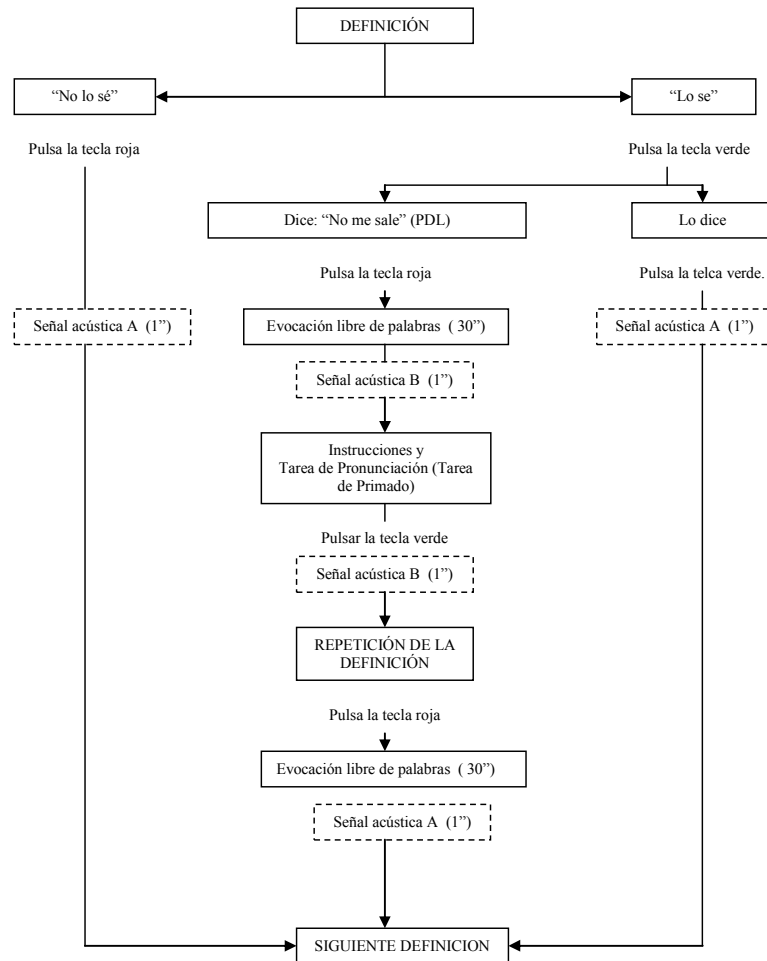 DEFINICIÓN
“No lo sé”
“Lo se”
Pulsa la tecla roja
Pulsa la tecla verde
Dice: “No me sale” (PDL)
Lo dice
Pulsa la tecla roja
Pulsa la telca verde.
Señal acústica A (1”)
Evocación libre de palabras ( 30”)
Señal acústica A (1”)
Señal acústica B (1”)
Instrucciones y
Tarea de Pronunciación (Tarea
de Primado)
Pulsar la tecla verde
Señal acústica B (1”)
REPETICIÓN DE LA
DEFINICIÓN
Pulsa la tecla roja
Evocación libre de palabras ( 30”)
Señal acústica A (1”)
SIGUIENTE DEFINICION